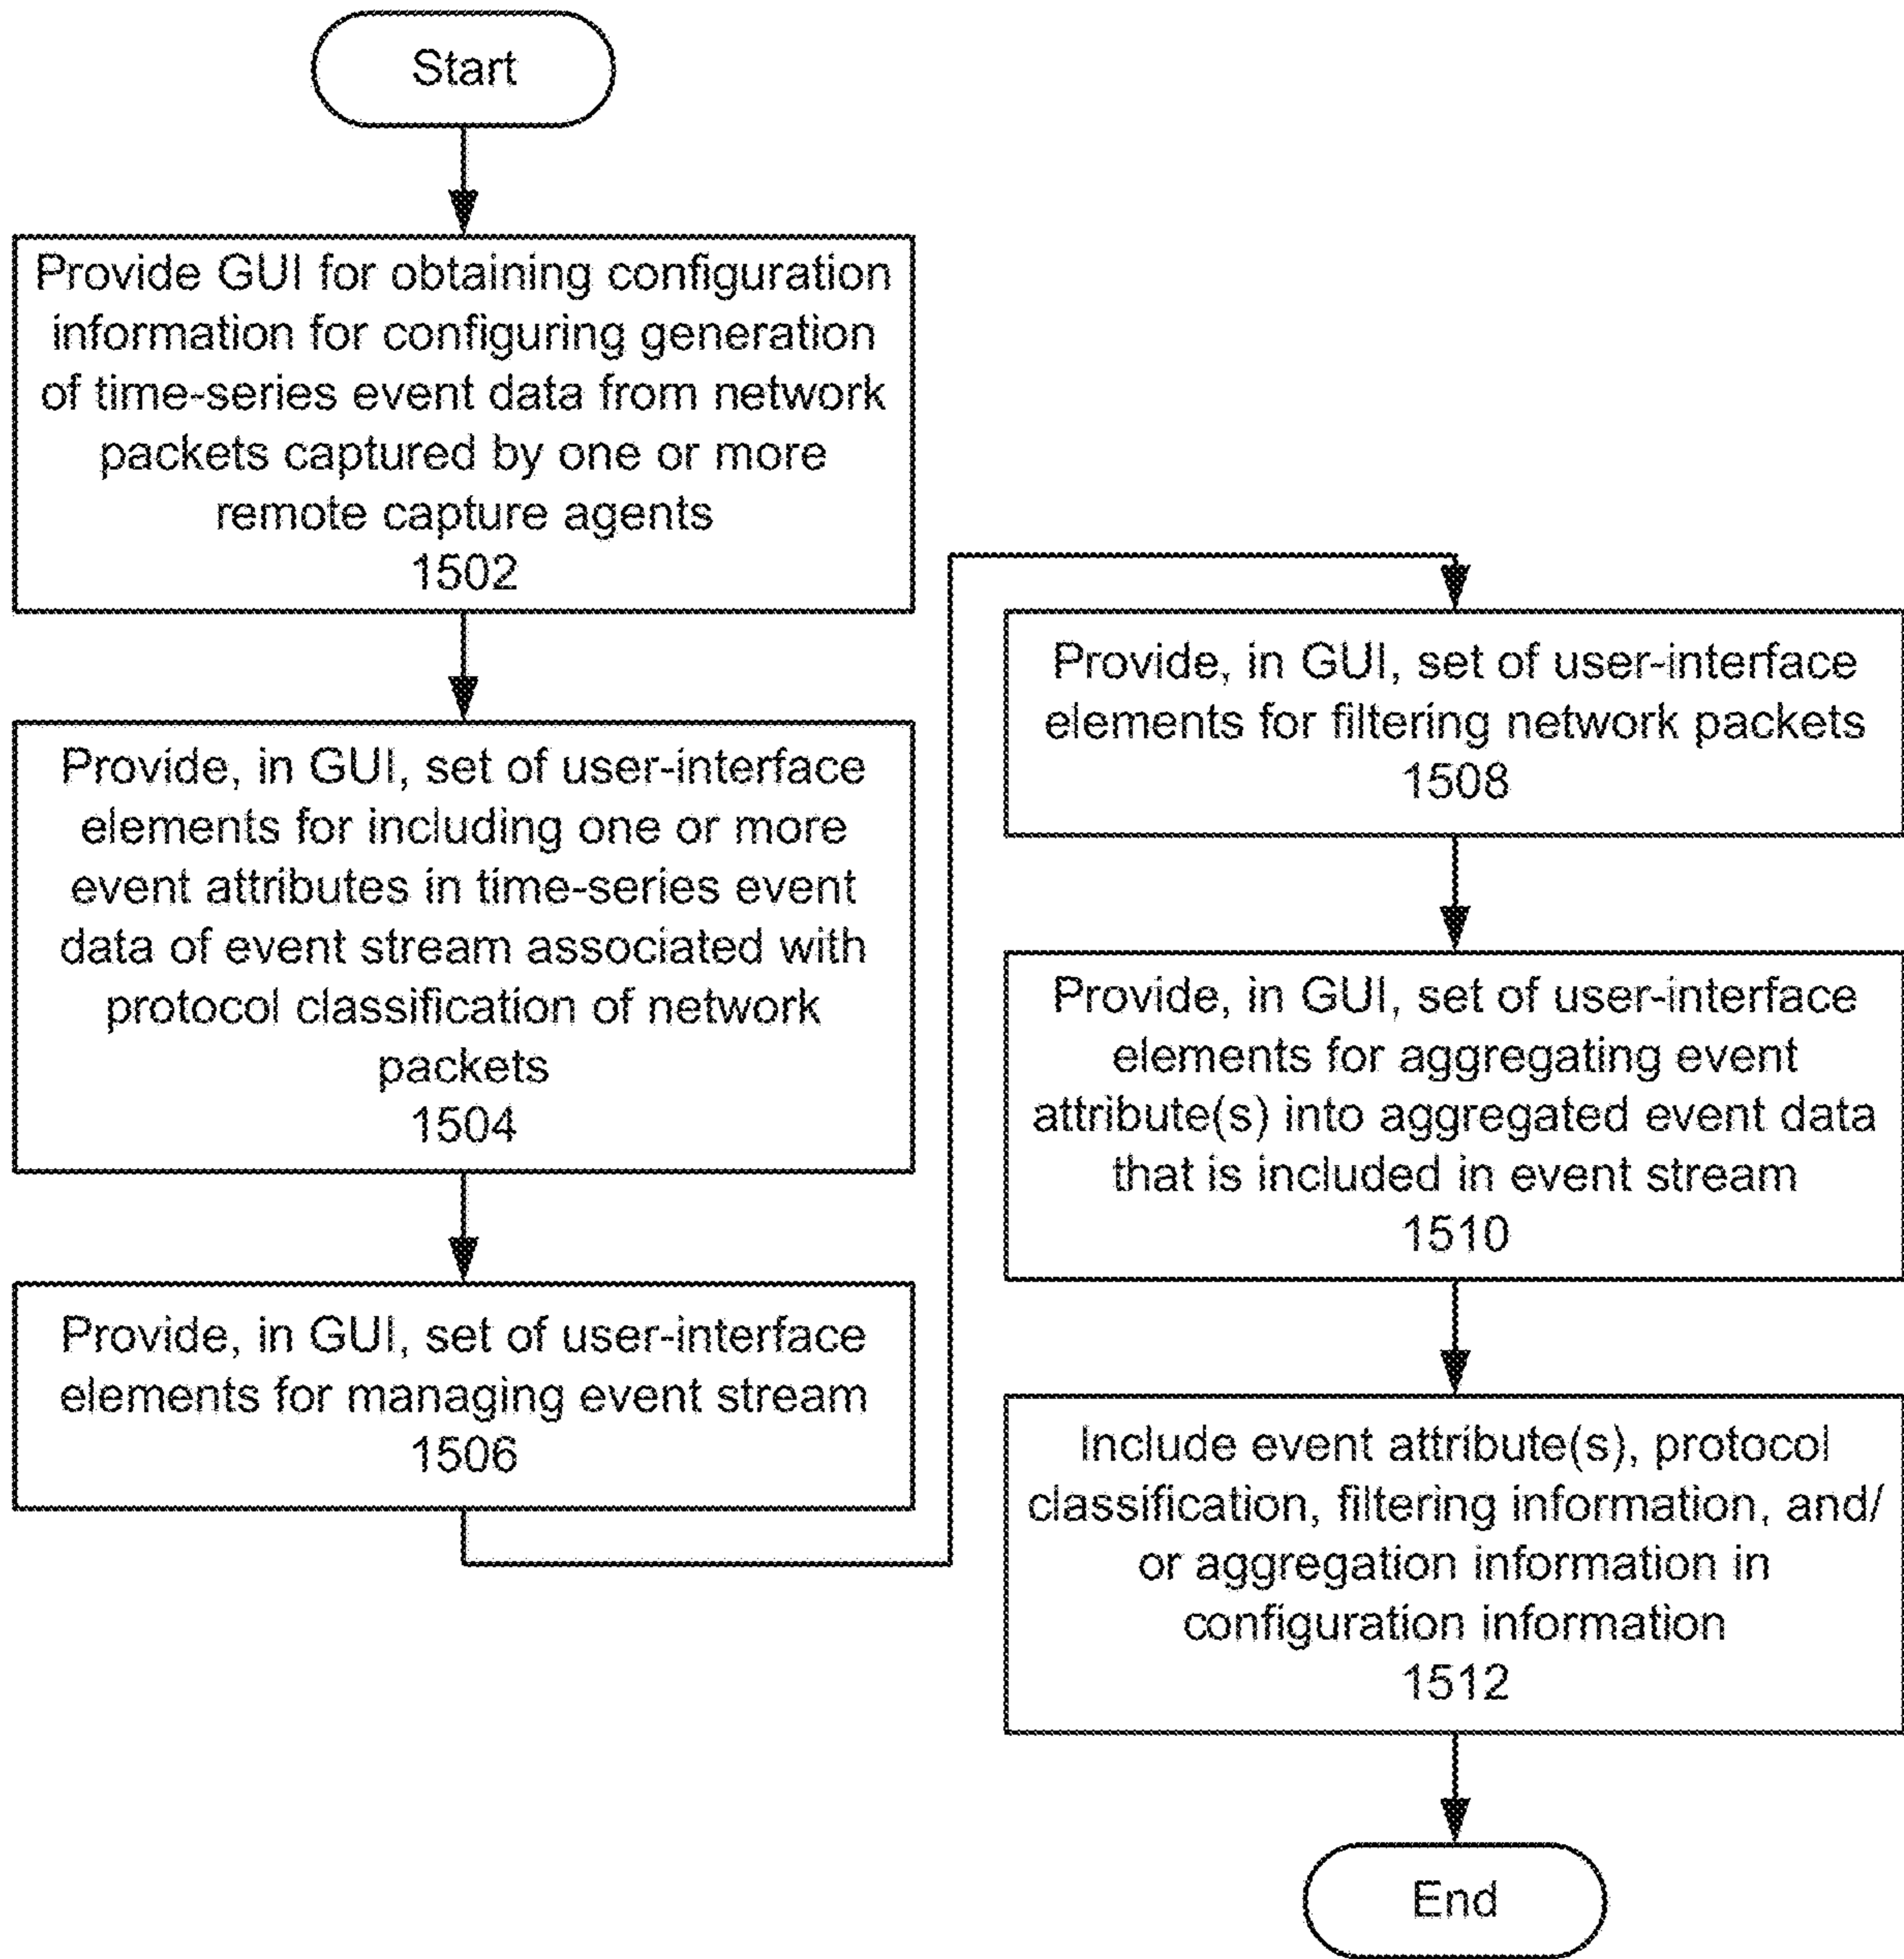 Start
Provide GUI for obtaining configuration
information for configuring generation
of time-series event data from network
packets captured by one or more
remote capture agents
1502
Provide, in GUI, set of user-interface
elements for including one or more
event attributes in time-series event
data of event stream associated with
protocol classification of network
packets
1504
Provide, in GUI, set of user-interface
elements for managing event stream
1506
Provide, in GUI, set of user-interface
elements for filtering network packets
1508
Provide, in GUI, set of user-interface
elements for aggregating event
attribute(s) into aggregated event data
that is included in event stream
1510
Include event attribute(s), protocol
classification, filtering information, and/
or aggregation information in
configuration information
1512
End